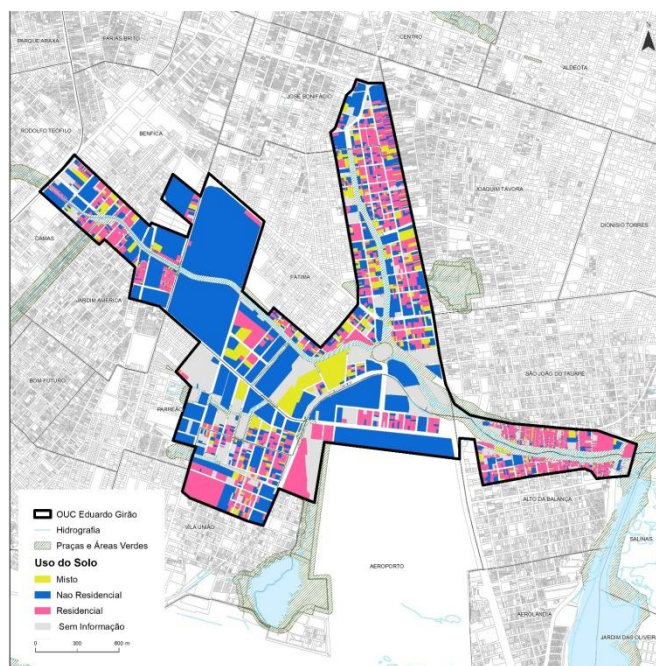 N
CENTRO
PARQUE ARAXÁ
FARIAS BRITO
ALDEOTA
JOSÉ BONIFÁCIO
RODOLFO TEÓFILO
BENFICA
JOAQUIM TÁVORA
DIONISIO TORRES
DAMAS
FÁTIMA
JARDIM AMÉRICA
SÃO JOÃO DO TAUAPE
BOM FUTURO
PARREÃO
ALTO DA BALANÇA
VILA UNIÃO
SALINAS
AEROPORTO
AEROLÂNDIA
JARDIM DAS OLIVEIR
OUC Eduardo Girão
Hidrografia
Praças e Áreas Verdes
Uso do Solo
Misto
Nao Residencial
Residencial
Sem Informação
0 300 600 m